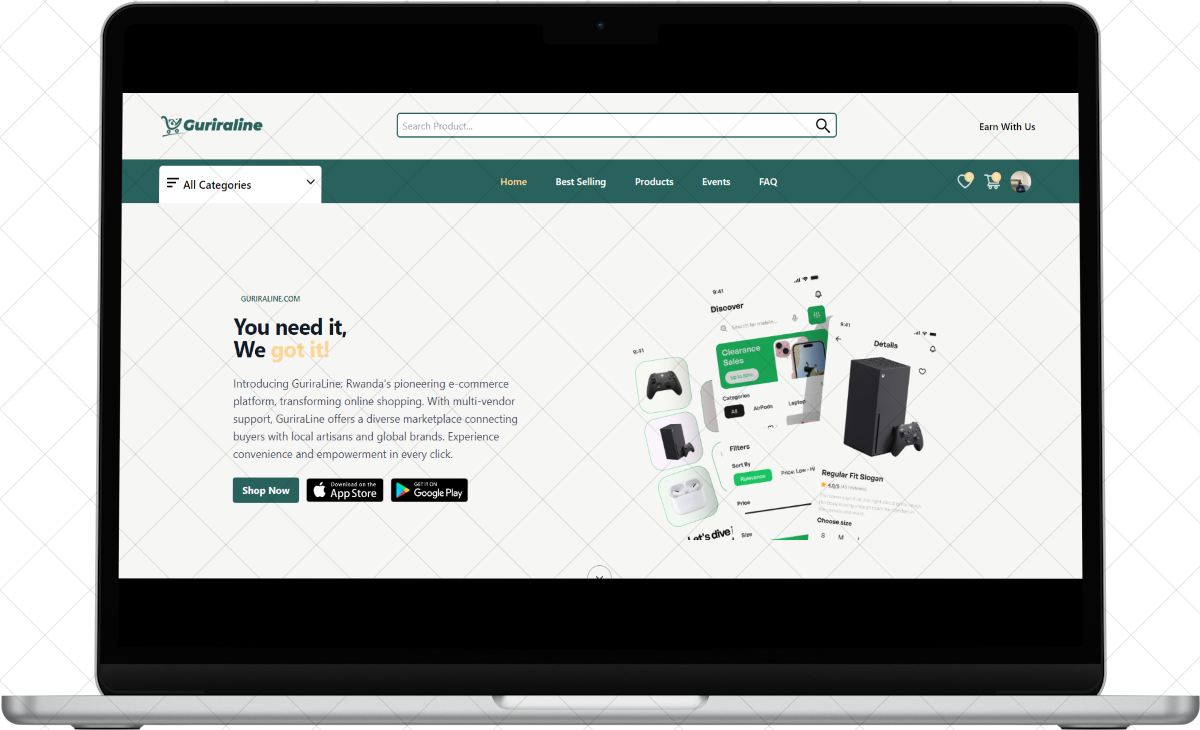 Guriraline
Search Product...
Earn With Us
All Categories
Home
Best Selling
Products
Events
FAQ
GURIRALINE.COM
You need it,
We got it!
Introducing GuriraLine: Rwanda's pioneering e-commerce
platform, transforming online shopping. With multi-vendor
support, GuriraLine offers a diverse marketplace connecting
buyers with local artisans and global brands. Experience
convenience and empowerment in every click.
Shop Now
Download on the
App Store
GET IT ON
Google Play
9:41
Let's dive
9:41
Discover
Search for mobile...
Clearance
Sales
Up to 50%
Categories
All
AirPods
Laptop
Filters
Sort By
Relevance
Price: Low - Hi
Price
Size
9:41
Details
Regular Fit Slogan
4.0/5 (45 reviews)
Choose size
S
M